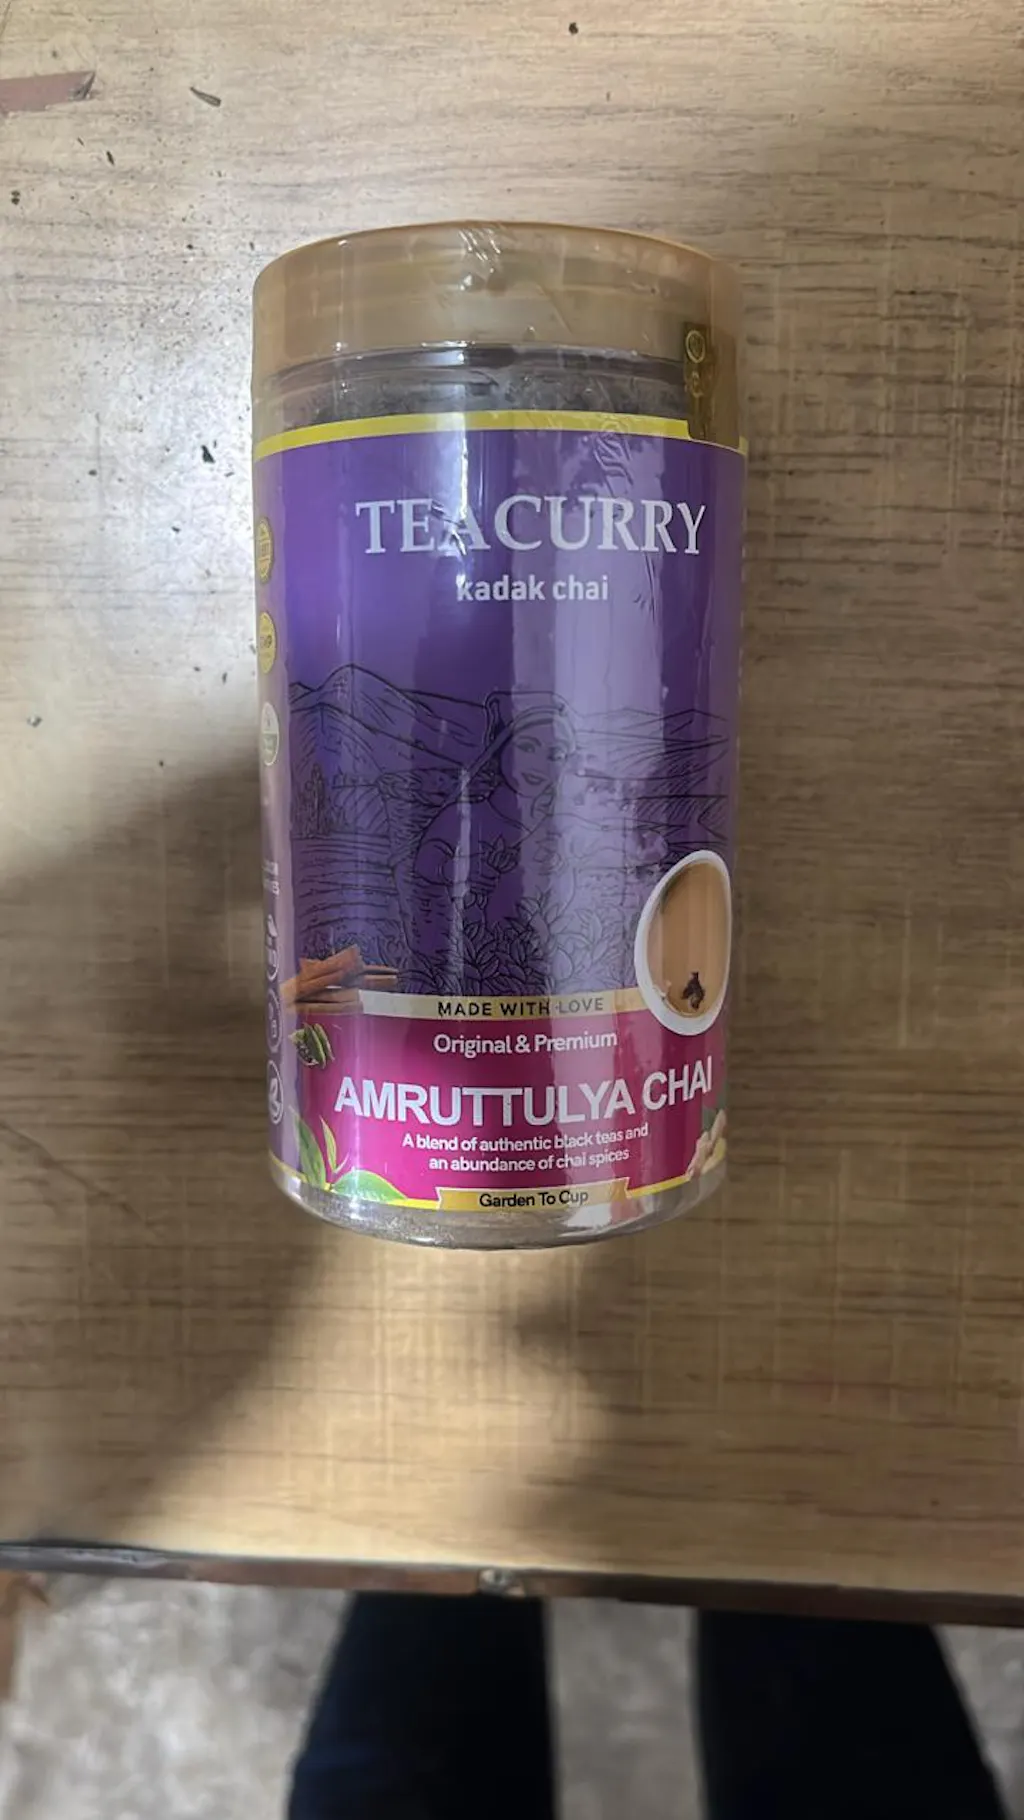 TEACURRY
kadak chai
MADE WITH LOVE
Original & Premium
AMRUTTULYA CHAI
A blend of authentic black teas and
an abundance of chai spices
Garden To Cup